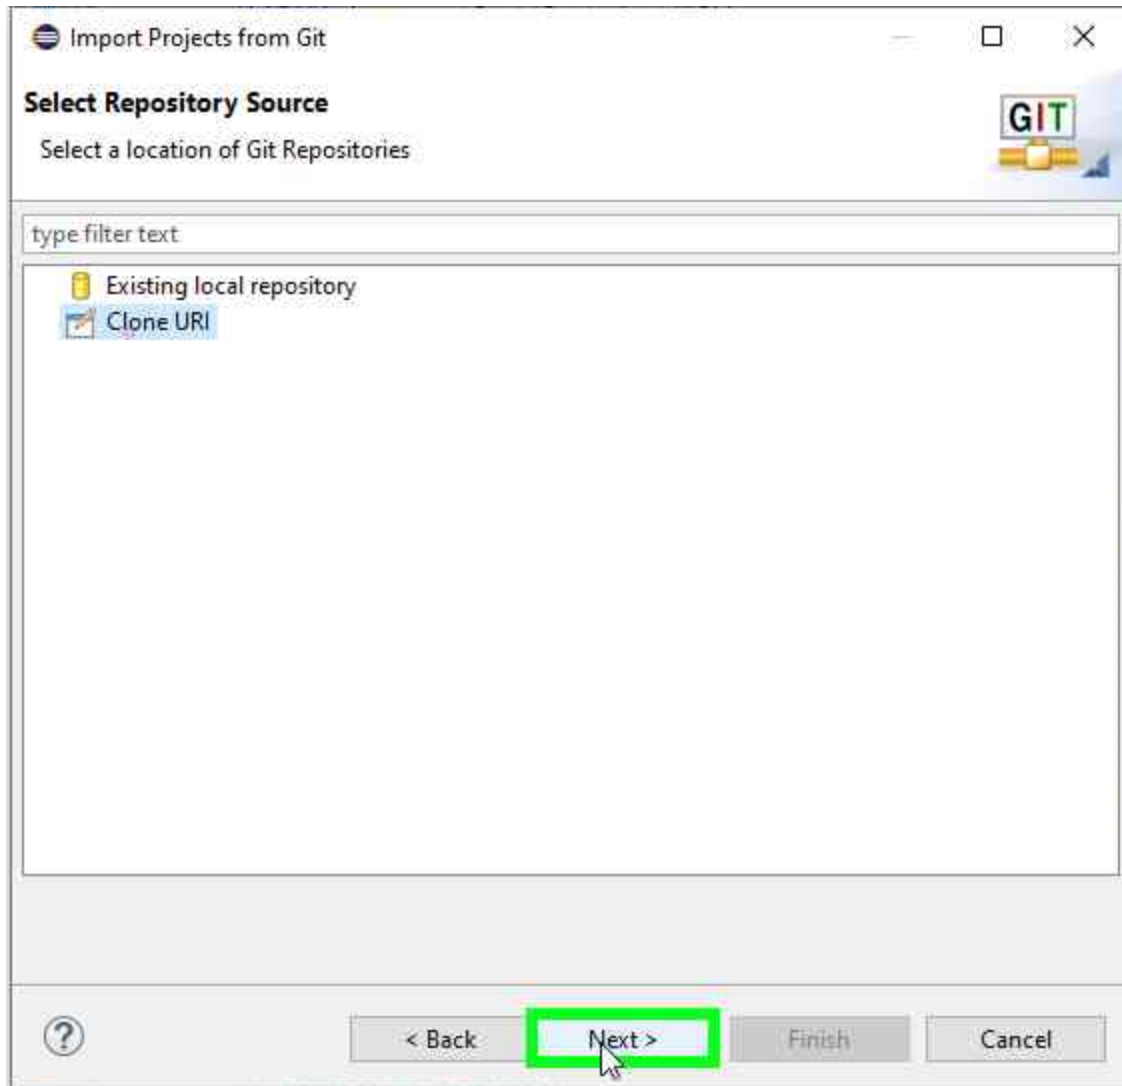 Import Projects from Git
Select Repository Source
Select a location of Git Repositories
GIT
type filter text
Existing local repository
Clone URI
?
< Back
Next >
Finish
Cancel